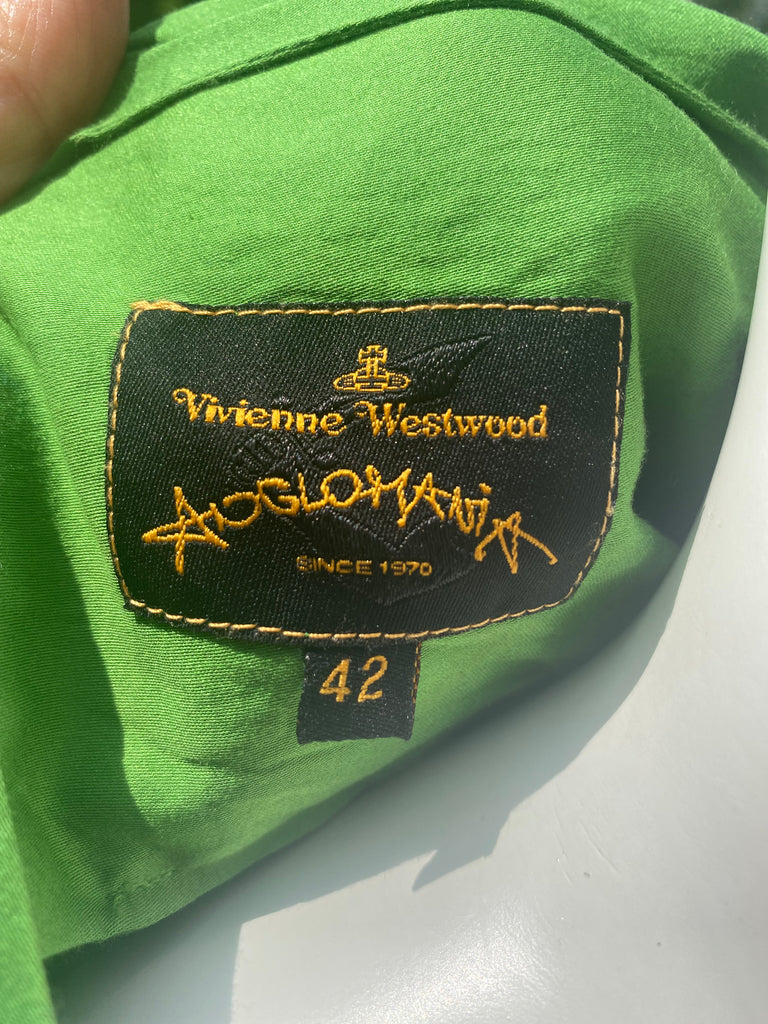 Vivienne Westwood
ANGLOMANiA
SINCE 1970
42